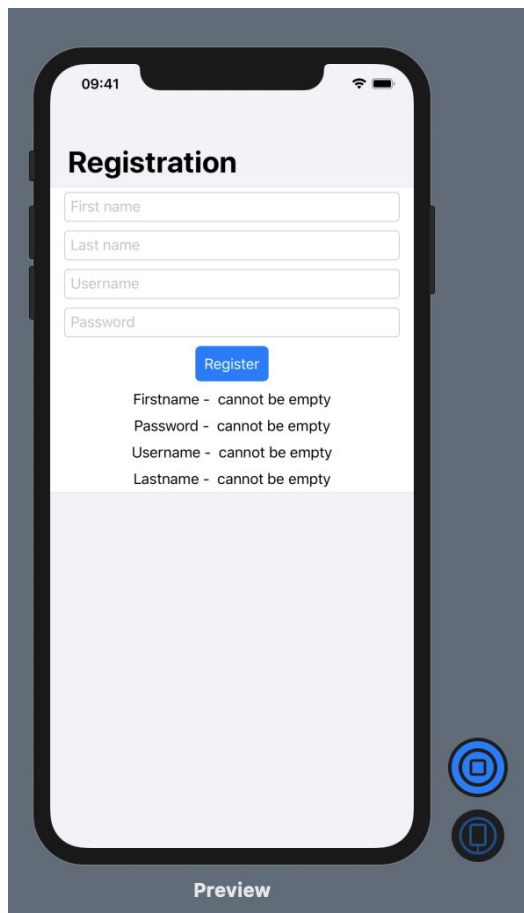 09:41
Registration
First name
Last name
Username
Password
Register
Firstname - cannot be empty
Password - cannot be empty
Username - cannot be empty
Lastname - cannot be empty
Preview